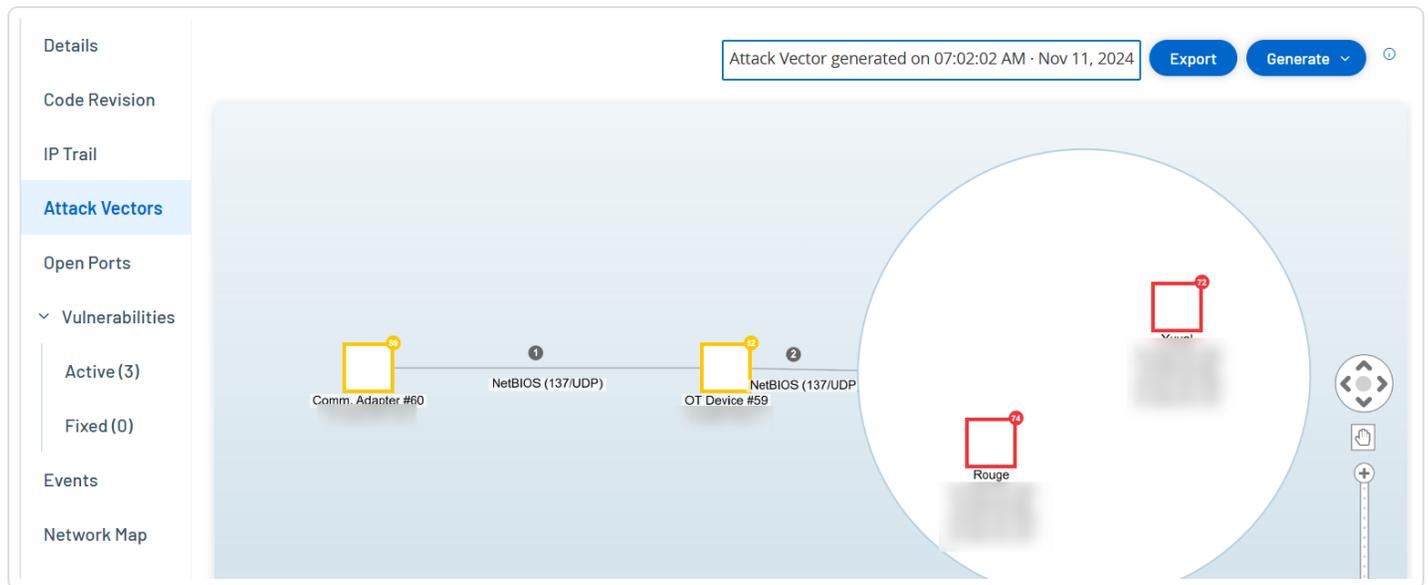 Details
Code Revision
IP Trail
Attack Vectors
Open Ports
Vulnerabilities
Active (3)
Fixed (0)
Events
Network Map
Attack Vector generated on 07:02:02 AM · Nov 11, 2024
Export
Generate
72
1
2
NetBIOS (137/UDP)
NetBIOS (137/UDP
Comm. Adapter #60
OT Device #59
74
Rouge